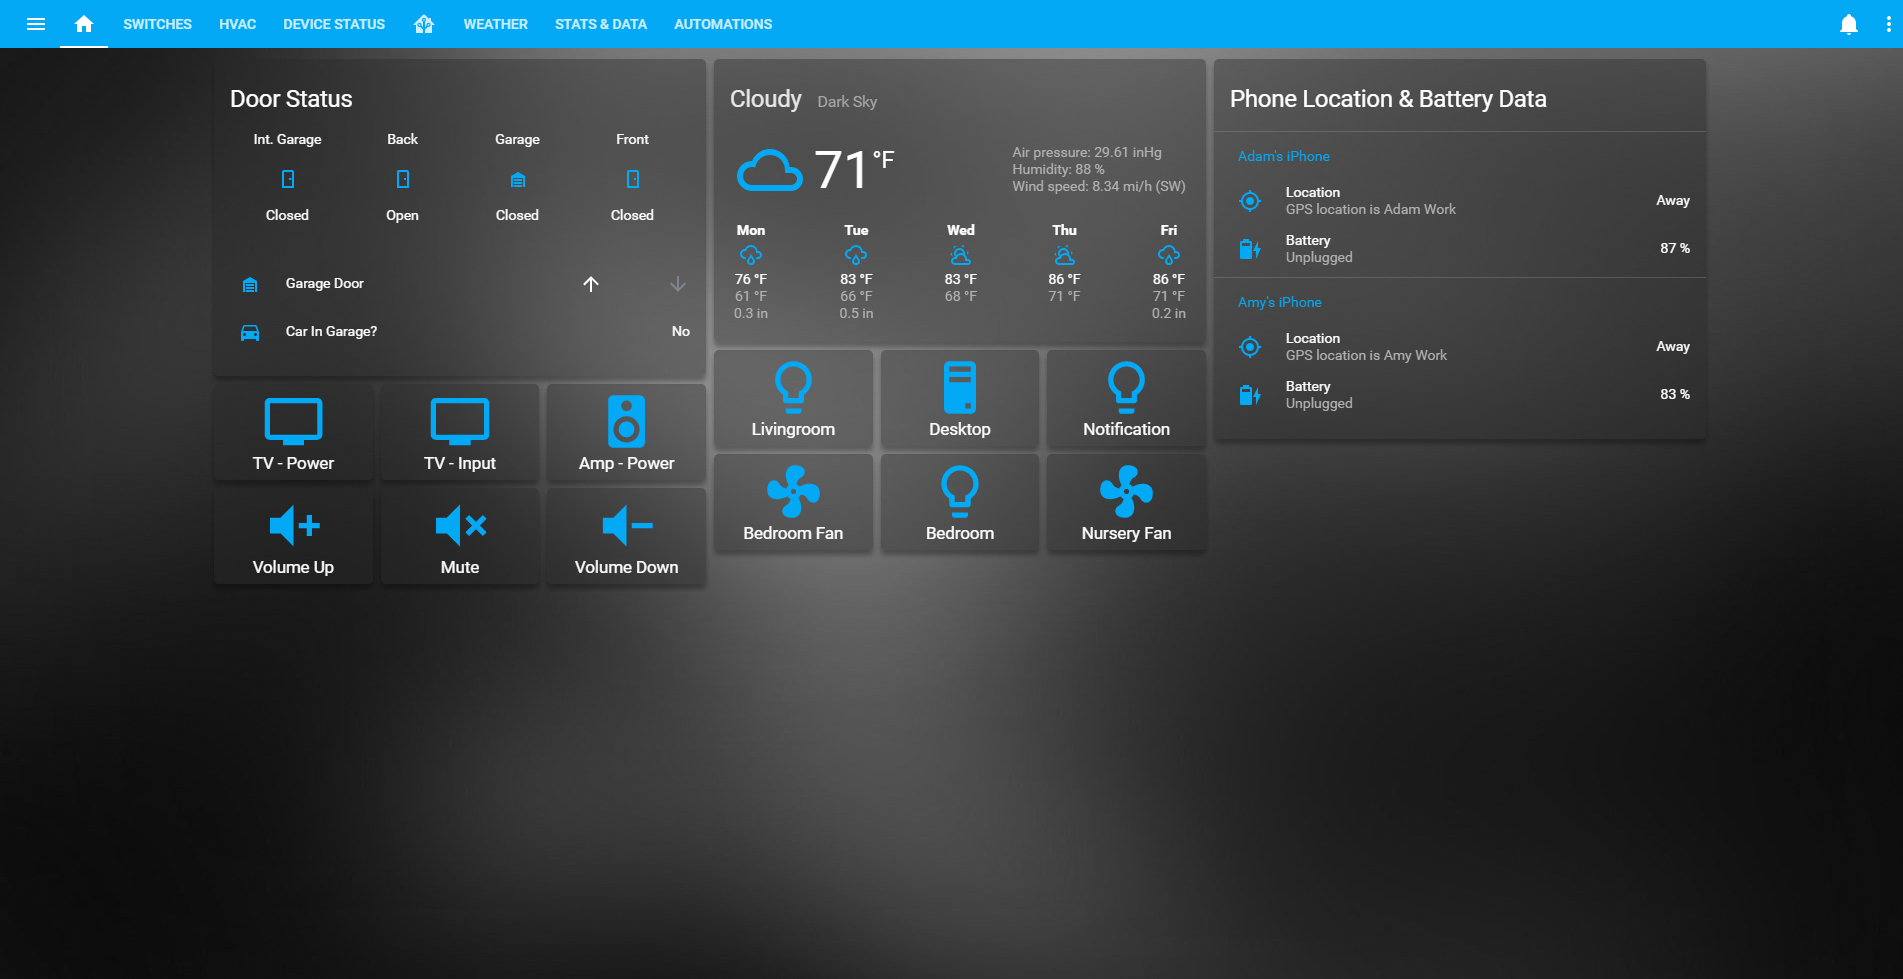 SWITCHES HVAC DEVICE STATUS WEATHER STATS & DATA AUTOMATIONS
Door Status
Int. Garage Back Garage Front
Closed Open Closed Closed
Garage Door
Car In Garage? No
TV - Power TV - Input Amp - Power
Volume Up Mute Volume Down
Cloudy Dark Sky
71 °F
Air pressure: 29.61 inHg
Humidity: 88 %
Wind speed: 8.34 mi/h (SW)
Mon Tue Wed Thu Fri
76 °F 83 °F 83 °F 86 °F 86 °F
61 °F 66 °F 68 °F 71 °F 71 °F
0.3 in 0.5 in 0.2 in
Livingroom Desktop Notification
Bedroom Fan Bedroom Nursery Fan
Phone Location & Battery Data
Adam's iPhone
Location
GPS location is Adam Work
Away
Battery
Unplugged
87 %
Amy's iPhone
Location
GPS location is Amy Work
Away
Battery
Unplugged
83 %